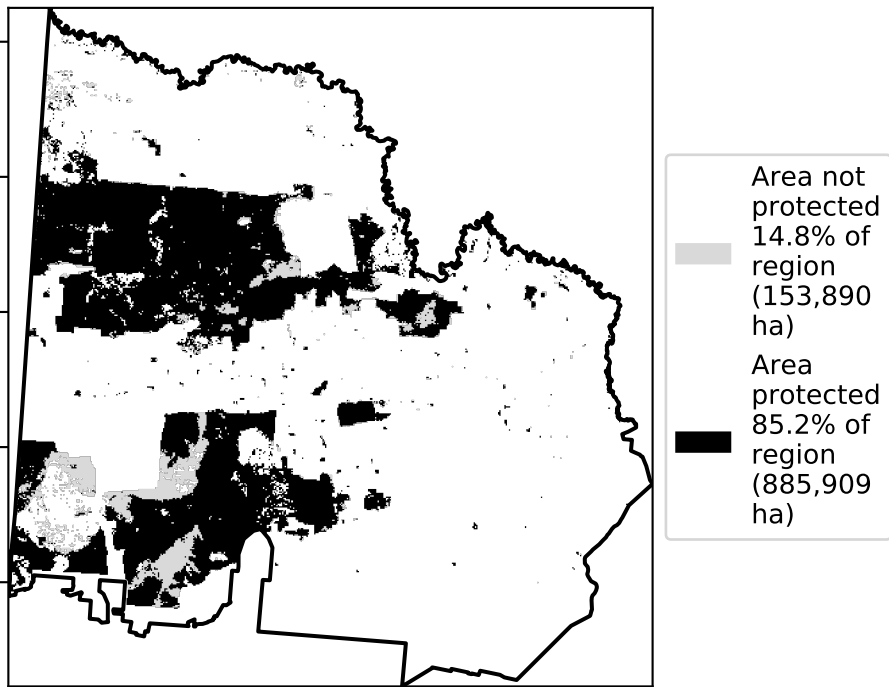 Area not
protected
14.8% of
region
(153,890
ha)
Area
protected
85.2% of
region
(885,909
ha)